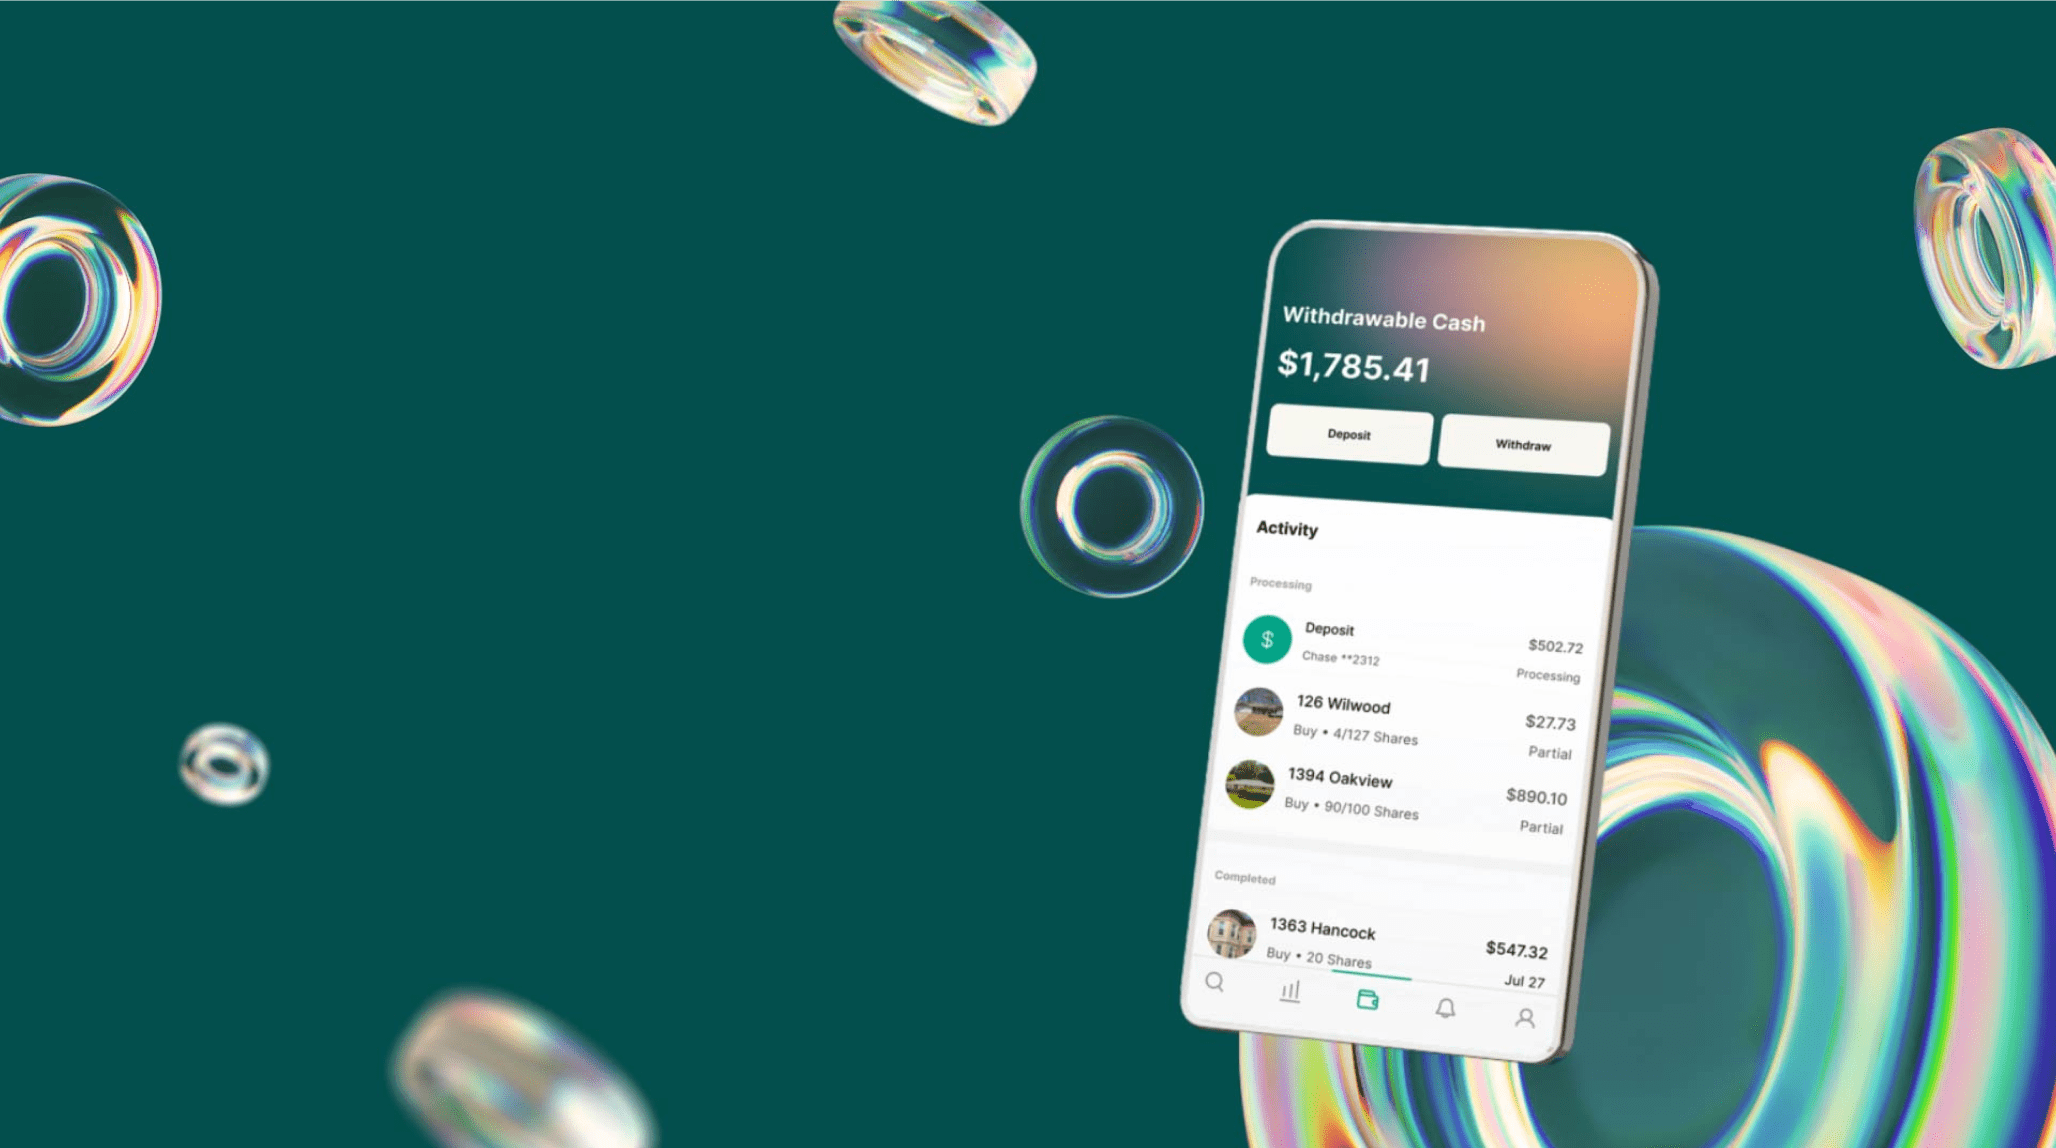 Withdrawable Cash
$1,785.41
Deposit
Withdraw
Activity
Processing
Deposit
$502.72
Chase **2312
Processing
126 Wilwood
$27.73
Buy • 4/127 Shares
Partial
1394 Oakview
$890.10
Buy • 90/100 Shares
Partial
Completed
1363 Hancock
$547.32
Buy • 20 Shares
Jul 27